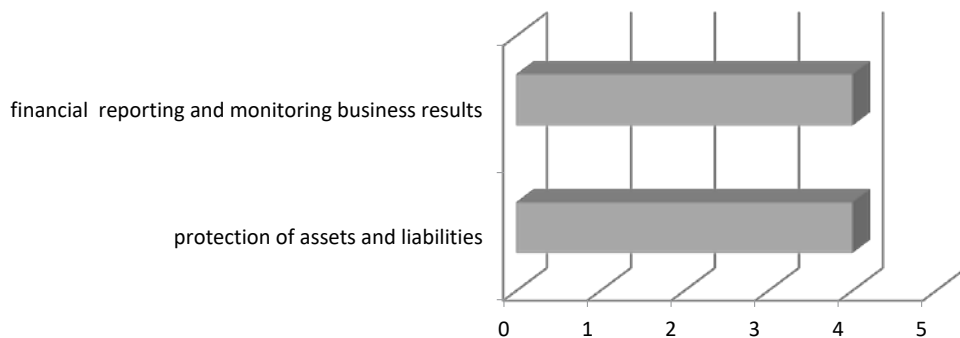 financial  reporting and monitoring business results
protection of assets and liabilities
0 1 2 3 4 5